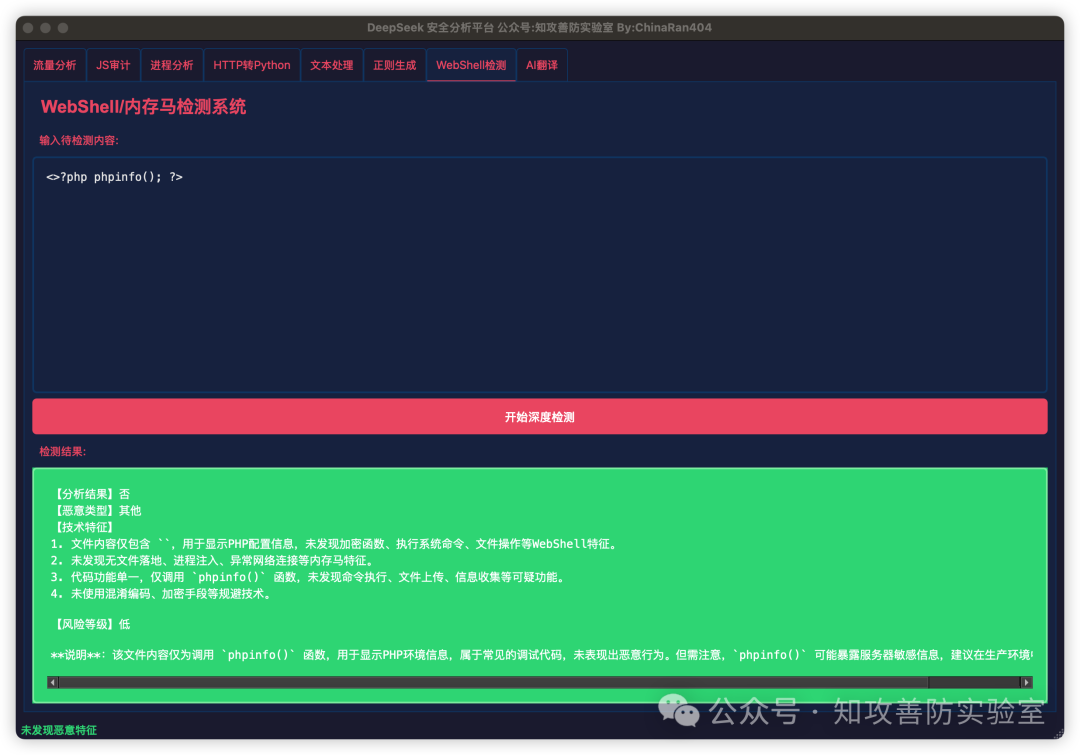 DeepSeek 安全分析平台 公众号:知攻善防实验室 By:ChinaRan404
流量分析 JS审计 进程分析 HTTP转Python 文本处理 正则生成 WebShell检测 AI翻译
WebShell/内存马检测系统
输入待检测内容:
<>?php phpinfo(); ?>
开始深度检测
检测结果:
【分析结果】否
【恶意类型】其他
【技术特征】
1. 文件内容仅包含 ``，用于显示PHP配置信息，未发现加密函数、执行系统命令、文件操作等WebShell特征。
2. 未发现无文件落地、进程注入、异常网络连接等内存马特征。
3. 代码功能单一，仅调用 `phpinfo()` 函数，未发现命令执行、文件上传、信息收集等可疑功能。
4. 未使用混淆编码、加密手段等规避技术。
【风险等级】低
**说明**: 该文件内容仅为调用 `phpinfo()` 函数，用于显示PHP环境信息，属于常见的调试代码，未表现出恶意行为。但需注意，`phpinfo()` 可能暴露服务器敏感信息，建议在生产环境
公众号 · 知攻善防实验室
未发现恶意特征